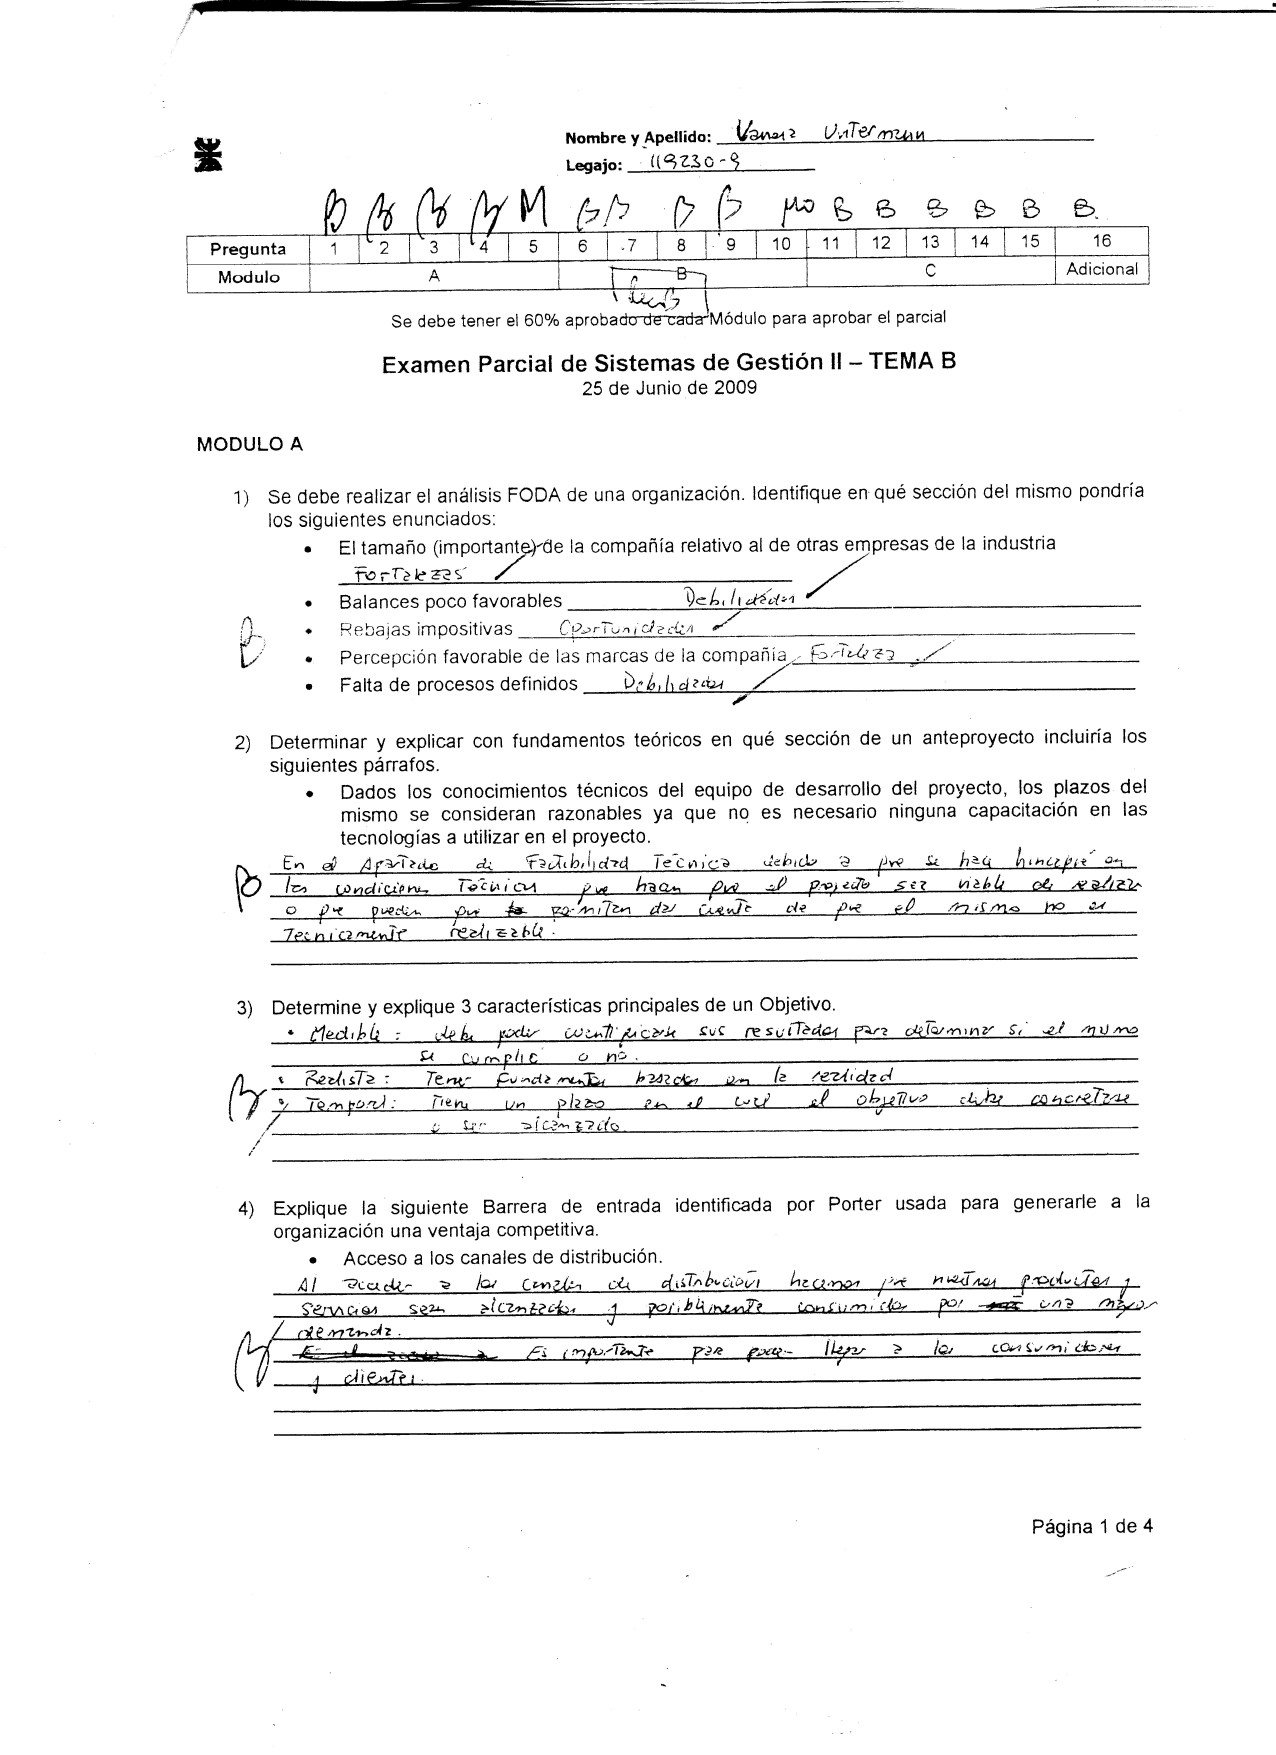 Nombre y Apellido: Vanesa Untermann
Legajo: 119230-9
B B B B M B B B B MO B B B B B B.
Pregunta 1 2 3 4 5 6 7 8 9 10 11 12 13 14 15 16
Modulo A B C Adicional
Se debe tener el 60% aprobado de cada Módulo para aprobar el parcial
Examen Parcial de Sistemas de Gestión II – TEMA B
25 de Junio de 2009
MODULO A
1) Se debe realizar el análisis FODA de una organización. Identifique en qué sección del mismo pondría
los siguientes enunciados:
• El tamaño (importante) de la compañía relativo al de otras empresas de la industria
Fortalezas
• Balances poco favorables Debilidades
• Rebajas impositivas Oportunidades
• Percepción favorable de las marcas de la compañía Fortaleza
• Falta de procesos definidos Debilidades
B
2) Determinar y explicar con fundamentos teóricos en qué sección de un anteproyecto incluiría los
siguientes párrafos.
• Dados los conocimientos técnicos del equipo de desarrollo del proyecto, los plazos del
mismo se consideran razonables ya que no es necesario ninguna capacitación en las
tecnologías a utilizar en el proyecto.
En el Apartado de Factibilidad Tecnica debido a que se hay hincapié en
las condiciones Técnicas que hacen que el proyecto sea viable de realizar
o que pueden que permitan dar cuenta de que el mismo no es
Tecnicamente realizable.
B
3) Determine y explique 3 características principales de un Objetivo.
• Medible: debe poder cuantificarse sus resultados para determinar si el mismo
se cumplió o no.
• Realista: Tener fundamentos basados en la realidad
• Temporal: Tiene un plazo en el cual el objetivo debe concretarse
o ser alcanzado
B
4) Explique la siguiente Barrera de entrada identificada por Porter usada para generarle a la
organización una ventaja competitiva.
• Acceso a los canales de distribución.
Al acceder a los canales de distribución hacemos que nuestros productos y
servicios sean alcanzados y posiblemente consumidos por una mayor
demanda.
Es importante para poder llegar a los consumidores
y clientes.
B
Página 1 de 4